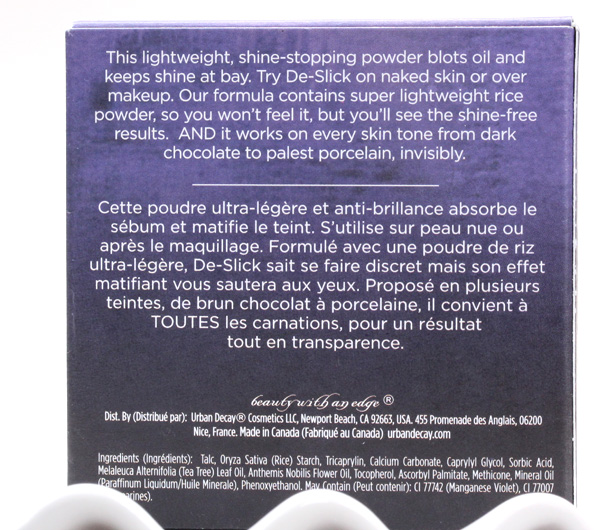 This lightweight, shine-stopping powder blots oil and
keeps shine at bay. Try De-Slick on naked skin or over
makeup. Our formula contains super lightweight rice
powder, so you won't feel it, but you'll see the shine-free
results. AND it works on every skin tone from dark
chocolate to palest porcelain, invisibly.
Cette poudre ultra-légère et anti-brillance absorbe le
sébum et matifie le teint. S'utilise sur peau nue ou
après le maquillage. Formulé avec une poudre de riz
ultra-légère, De-Slick sait se faire discret mais son effet
matifiant vous sautera aux yeux. Proposé en plusieurs
teintes, de brun chocolat à porcelaine, il convient à
TOUTES les carnations, pour un résultat
tout en transparence.
beauty with an edge ®
Dist. By (Distribué par): Urban Decay® Cosmetics LLC, Newport Beach, CA 92663, USA. 455 Promenade des Anglais, 06200
Nice, France. Made in Canada (Fabriqué au Canada) urbandecay.com
Ingredients (Ingrédients): Talc, Oryza Sativa (Rice) Starch, Tricaprylin, Calcium Carbonate, Caprylyl Glycol, Sorbic Acid,
Melaleuca Alternifolia (Tea Tree) Leaf Oil, Anthemis Nobilis Flower Oil, Tocopherol, Ascorbyl Palmitate, Methicone, Mineral Oil
(Paraffinum Liquidum/Huile Minerale), Phenoxyethanol. May Contain (Peut contenir): CI 77742 (Manganese Violet), CI 77007